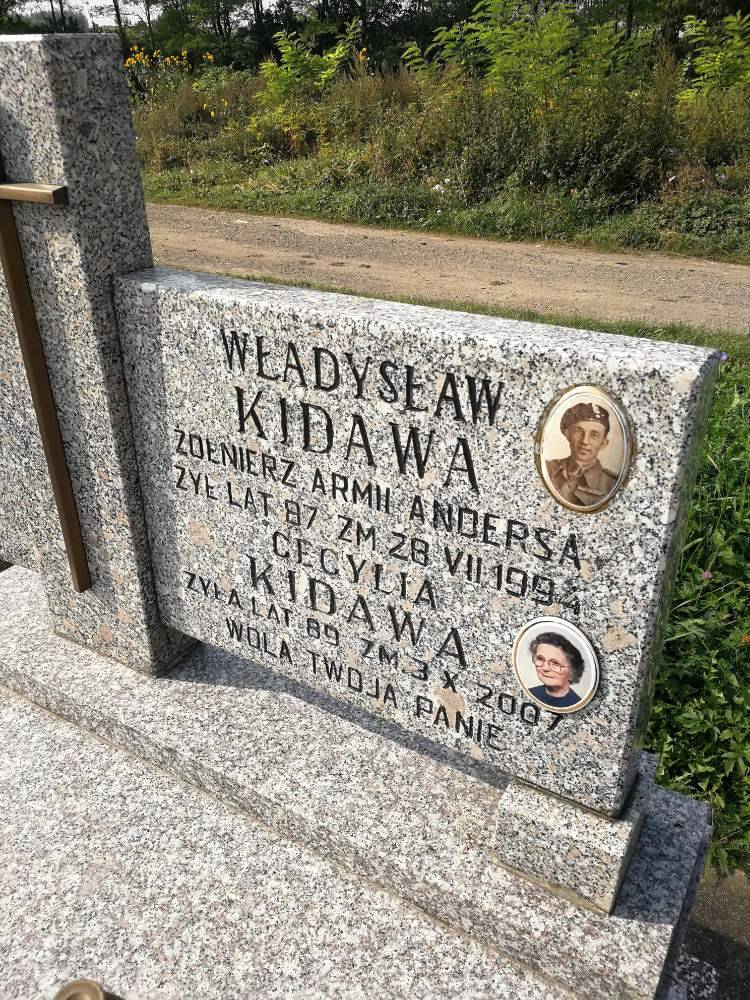 WŁADYSŁAW
KIDAWA
ŻOŁNIERZ ARMII ANDERSA
ŻYŁ LAT 87 ZM 28 VII 1994
CECYLIA
KIDAWA
ŻYŁA LAT 89 ZM. 3 X 2007
WOLA TWOJA PANIE